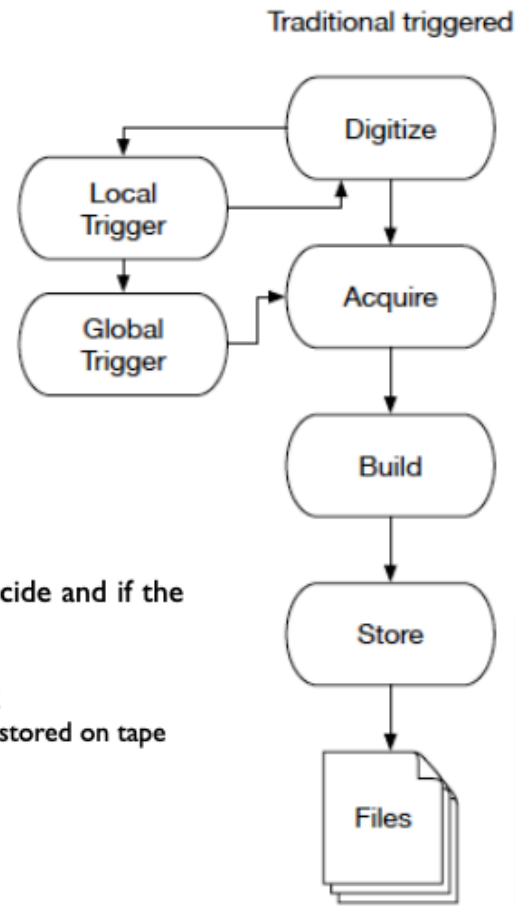 Traditional triggered
Digitize
Local
Trigger
Acquire
Global
Trigger
Build
cide and if the
Store
stored on tape
Files